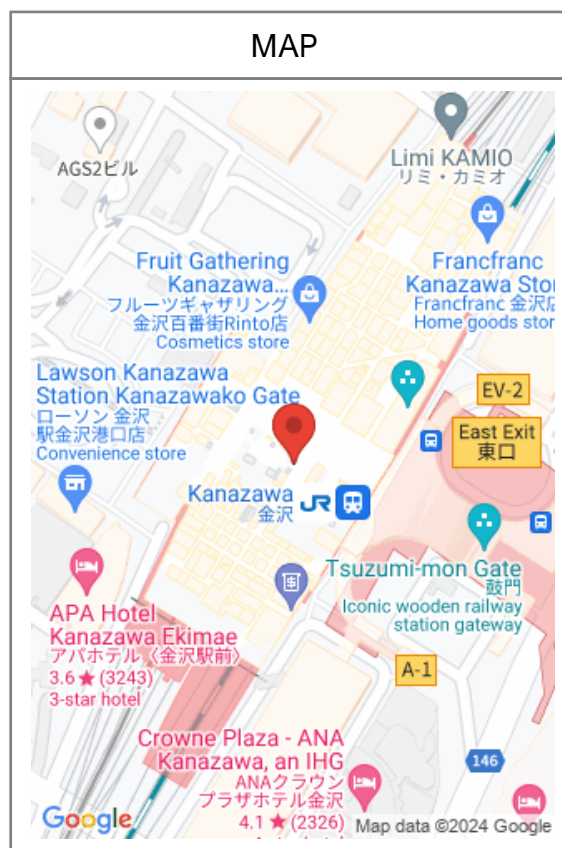 MAP
Limi KAMIO
リミ・カミオ
AGS2ビル
Francfranc
Kanazawa Stor
Francfranc 金沢店
Home goods stor
Fruit Gathering
Kanazawa...
フルーツギャザリング
金沢百番街Rinto店
Cosmetics store
Lawson Kanazawa
Station Kanazawako Gate
ローソン 金沢
駅金沢港口店
Convenience store
EV-2
East Exit
東口
Kanazawa
金沢
JR
Tsuzumi-mon Gate
鼓門
Iconic wooden railway
station gateway
APA Hotel
Kanazawa Ekimae
アパホテル〈金沢駅前〉
3.6 ★ (3243)
3-star hotel
A-1
Crowne Plaza - ANA
Kanazawa, an IHG
ANAクラウン
プラザホテル金沢
4.1 ★ (2326)
146
Google
Map data ©2024 Google